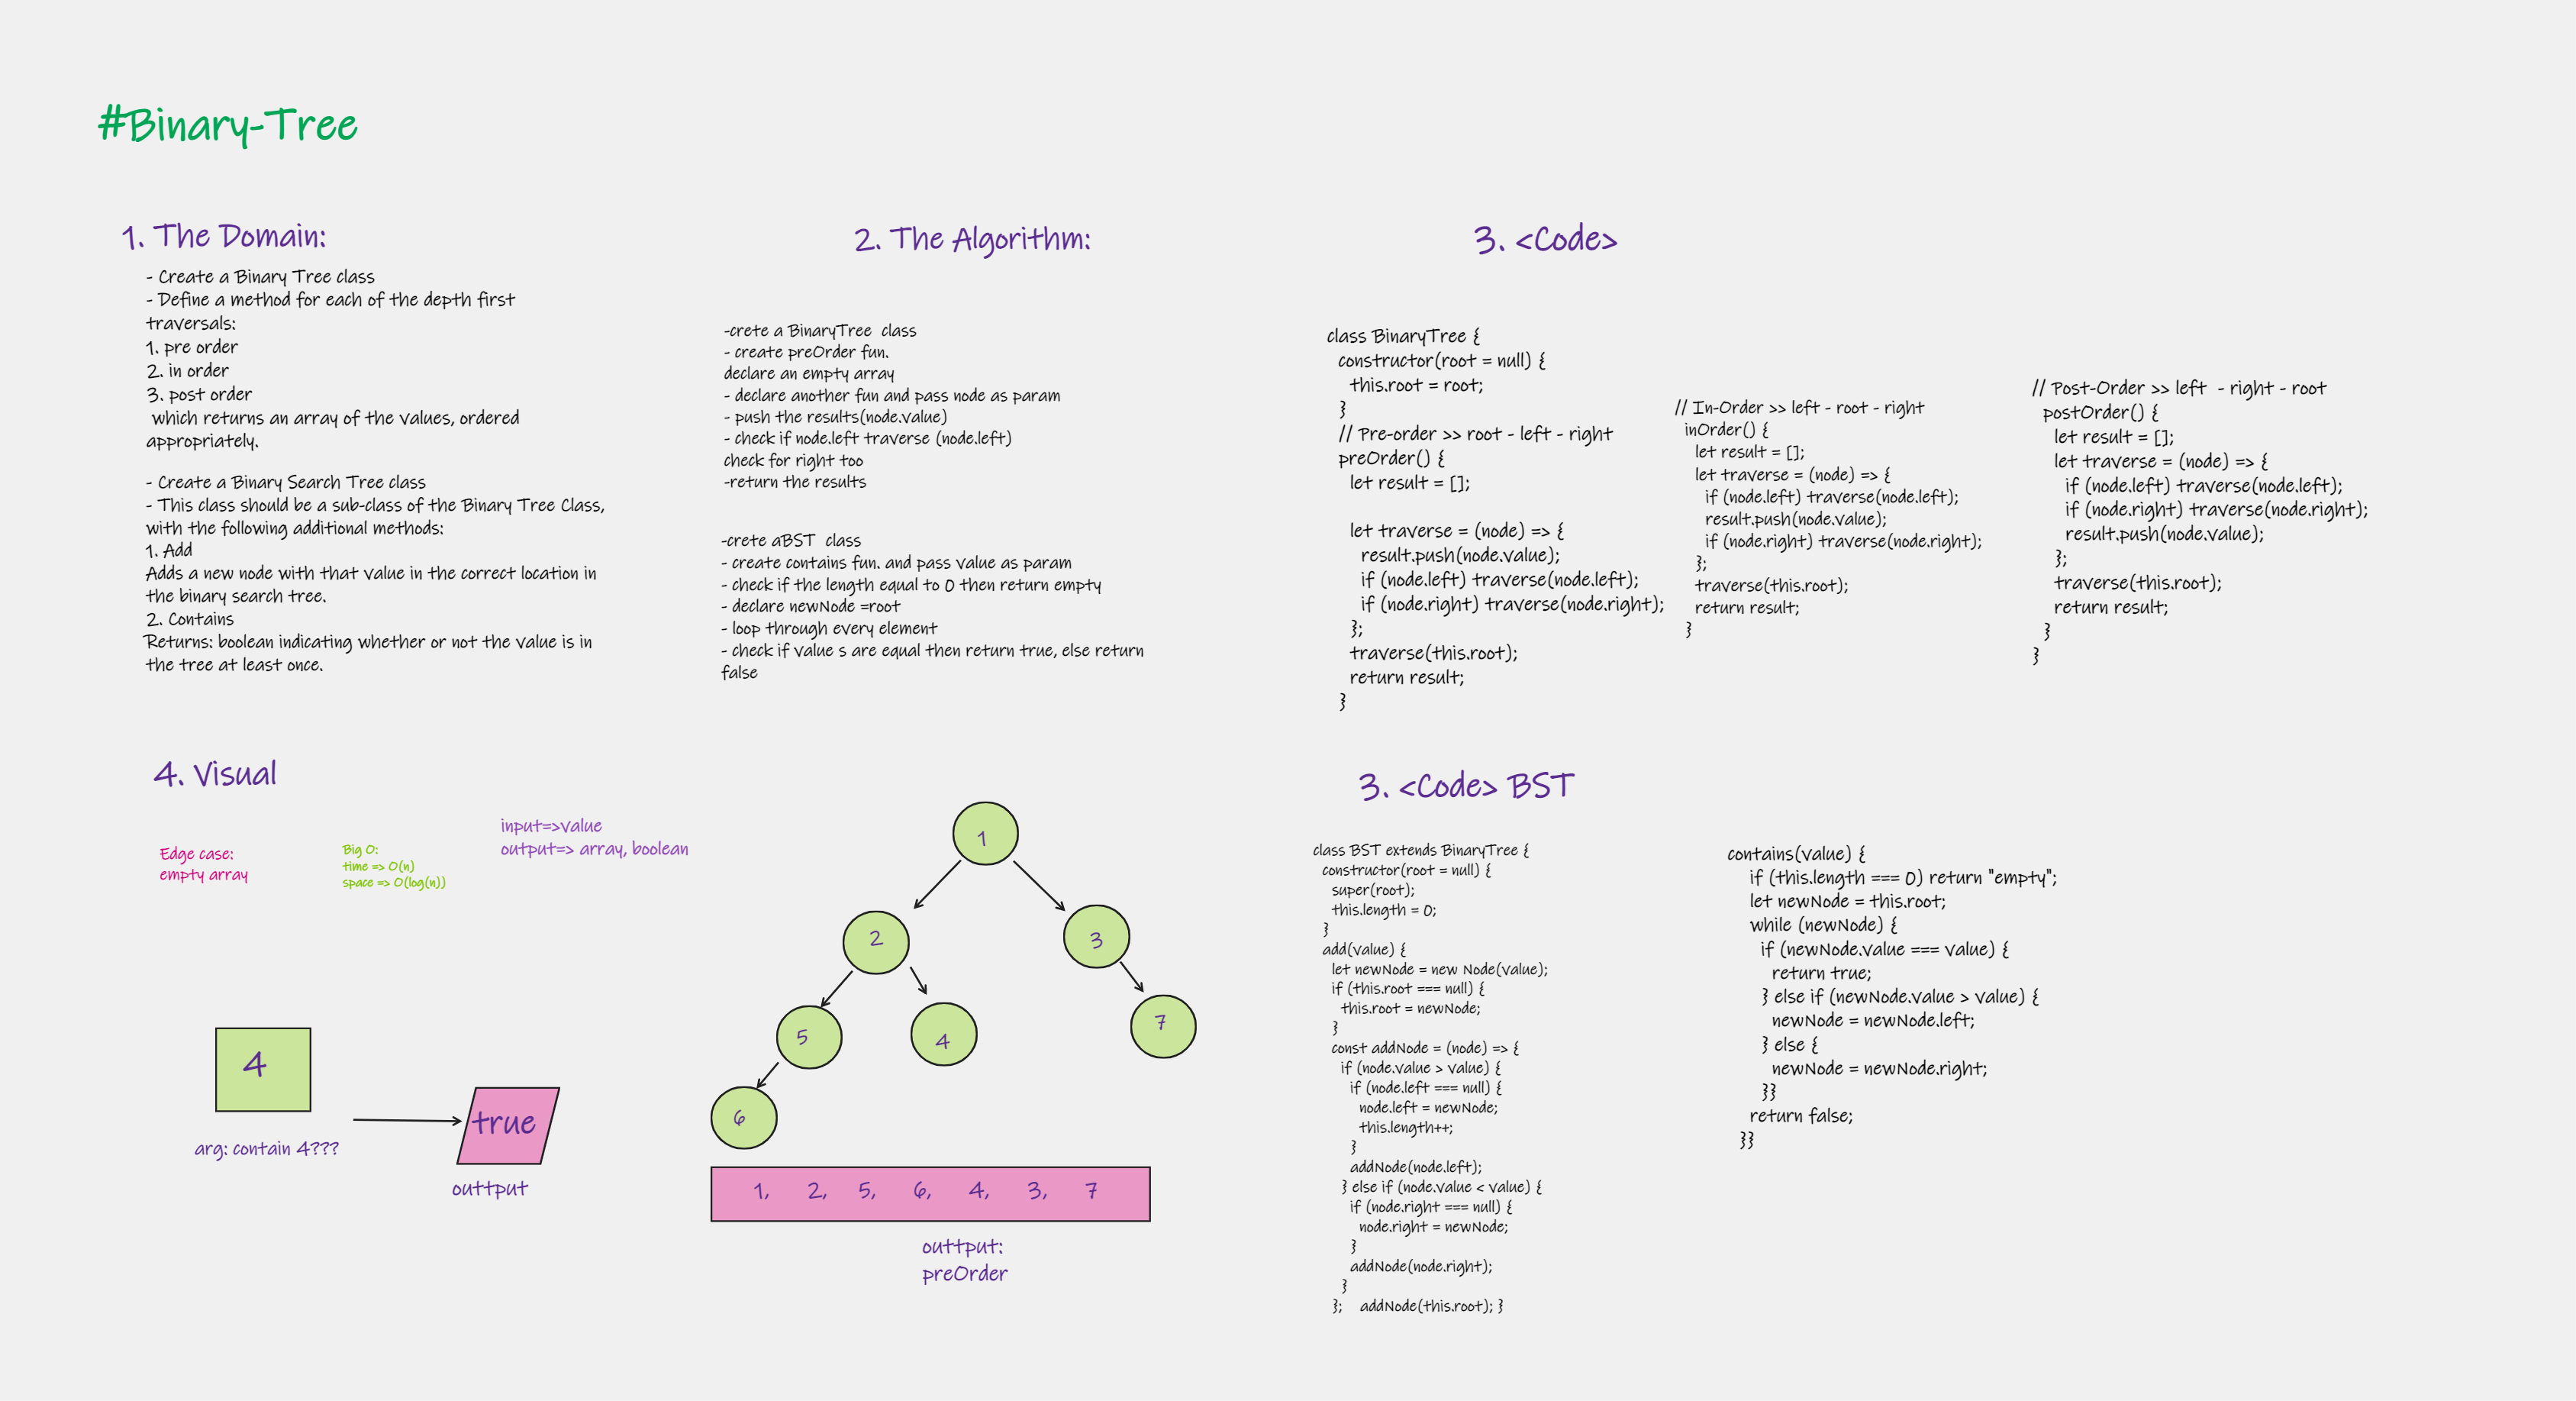 #Binary-Tree
1. The Domain:
- Create a Binary Tree class
- Define a method for each of the depth first
traversals:
1. pre order
2. in order
3. post order
which returns an array of the values, ordered
appropriately.
- Create a Binary Search Tree class
- This class should be a sub-class of the Binary Tree Class,
with the following additional methods:
1. Add
Adds a new node with that value in the correct location in
the binary search tree.
2. Contains
Returns: boolean indicating whether or not the value is in
the tree at least once.
2. The Algorithm:
-crete a BinaryTree  class
- create preOrder fun.
declare an empty array
- declare another fun and pass node as param
- push the results(node.value)
- check if node.left traverse (node.left)
check for right too
-return the results
-crete aBST  class
- create contains fun. and pass value as param
- check if the length equal to 0 then return empty
- declare newNode =root
- loop through every element
- check if value s are equal then return true, else return
false
3. <Code>
class BinaryTree {
constructor(root = null) {
this.root = root;
}
// Pre-order >> root - left - right
preOrder() {
let result = [];
let traverse = (node) => {
result.push(node.value);
if (node.left) traverse(node.left);
if (node.right) traverse(node.right);
};
traverse(this.root);
return result;
}
// In-Order >> left - root - right
inOrder() {
let result = [];
let traverse = (node) => {
if (node.left) traverse(node.left);
result.push(node.value);
if (node.right) traverse(node.right);
};
traverse(this.root);
return result;
}
// Post-Order >> left  - right - root
postOrder() {
let result = [];
let traverse = (node) => {
if (node.left) traverse(node.left);
if (node.right) traverse(node.right);
result.push(node.value);
};
traverse(this.root);
return result;
}
}
4. Visual
Edge case:
empty array
Big O:
time => O(n)
space => O(log(n))
input=>value
output=> array, boolean
4
arg: contain 4???
true
outtput
1
2
3
5
4
7
6
1, 2, 5, 6, 4, 3, 7
outtput:
preOrder
3. <Code> BST
class BST extends BinaryTree {
constructor(root = null) {
super(root);
this.length = 0;
}
add(value) {
let newNode = new Node(value);
if (this.root === null) {
this.root = newNode;
}
const addNode = (node) => {
if (node.value > value) {
if (node.left === null) {
node.left = newNode;
this.length++;
}
addNode(node.left);
} else if (node.value < value) {
if (node.right === null) {
node.right = newNode;
}
addNode(node.right);
}
};    addNode(this.root); }
contains(value) {
if (this.length === 0) return "empty";
let newNode = this.root;
while (newNode) {
if (newNode.value === value) {
return true;
} else if (newNode.value > value) {
newNode = newNode.left;
} else {
newNode = newNode.right;
}}
return false;
}}